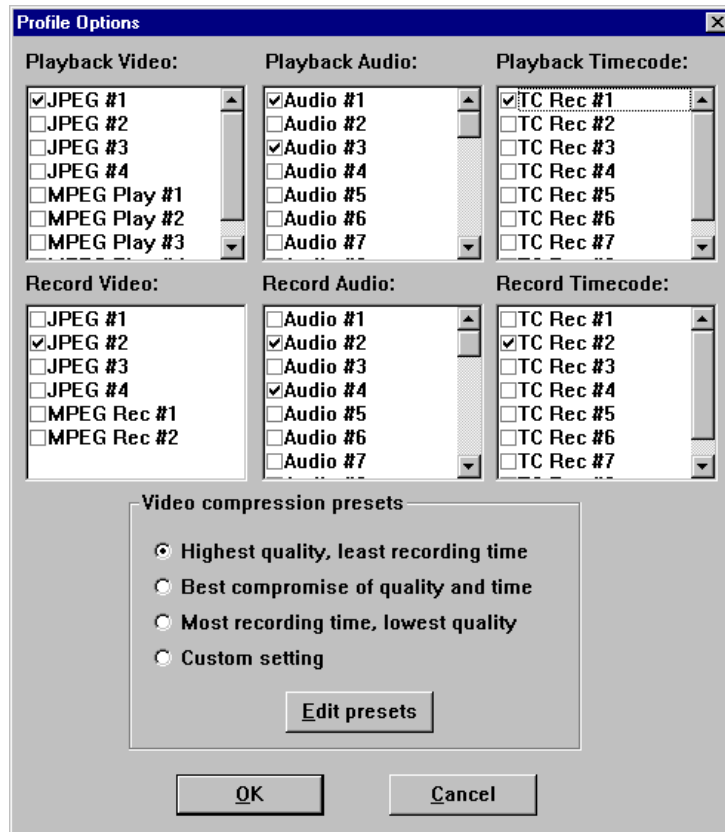 Profile Options
Playback Video:
JPEG #1
JPEG #2
JPEG #3
JPEG #4
MPEG Play #1
MPEG Play #2
MPEG Play #3
Playback Audio:
Audio #1
Audio #2
Audio #3
Audio #4
Audio #5
Audio #6
Audio #7
Playback Timecode:
TC Rec #1
TC Rec #2
TC Rec #3
TC Rec #4
TC Rec #5
TC Rec #6
TC Rec #7
Record Video:
JPEG #1
JPEG #2
JPEG #3
JPEG #4
MPEG Rec #1
MPEG Rec #2
Record Audio:
Audio #1
Audio #2
Audio #3
Audio #4
Audio #5
Audio #6
Audio #7
Record Timecode:
TC Rec #1
TC Rec #2
TC Rec #3
TC Rec #4
TC Rec #5
TC Rec #6
TC Rec #7
Video compression presets
Highest quality, least recording time
Best compromise of quality and time
Most recording time, lowest quality
Custom setting
Edit presets
OK
Cancel